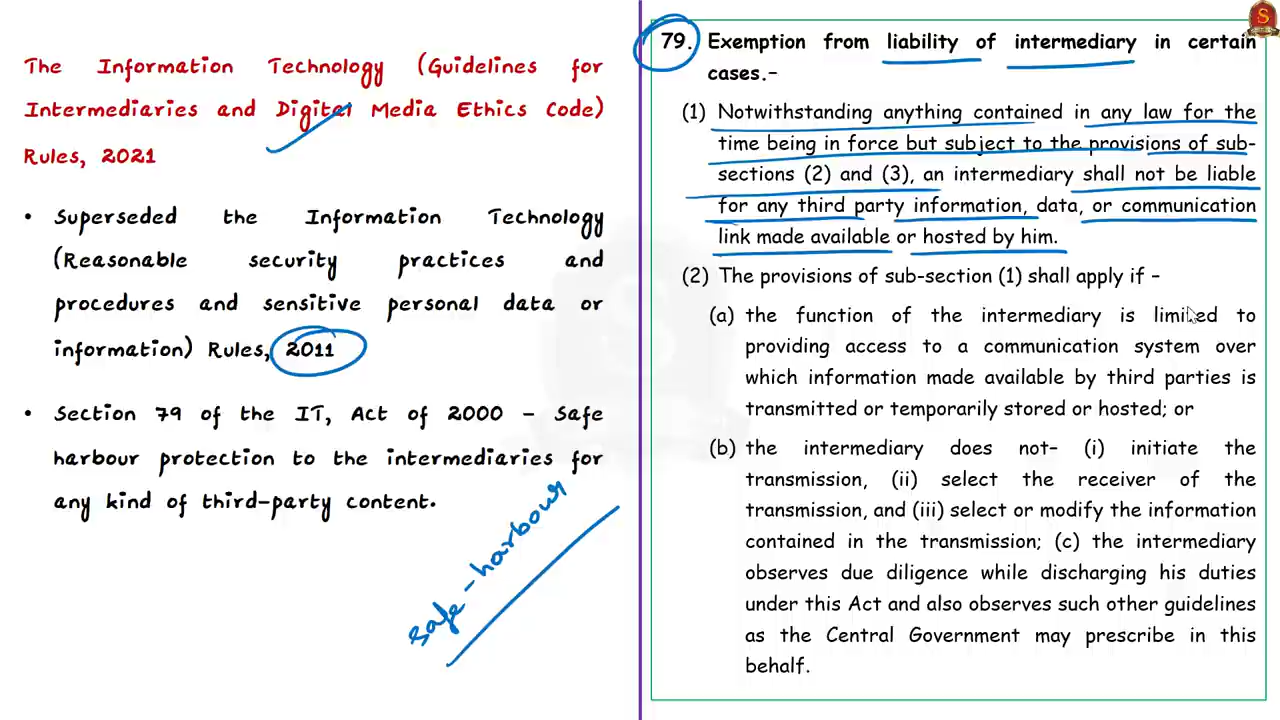 The Information Technology (Guidelines for
Intermediaries and Digital Media Ethics Code)
Rules, 2021
• Superseded the Information Technology
(Reasonable security practices and
procedures and sensitive personal data or
information) Rules, 2011
• Section 79 of the IT, Act of 2000 – Safe
harbour protection to the intermediaries for
any kind of third-party content.
safe-harbour
79. Exemption from liability of intermediary in certain
cases.–
(1) Notwithstanding anything contained in any law for the
time being in force but subject to the provisions of sub-
sections (2) and (3), an intermediary shall not be liable
for any third party information, data, or communication
link made available or hosted by him.
(2) The provisions of sub-section (1) shall apply if –
(a) the function of the intermediary is limited to
providing access to a communication system over
which information made available by third parties is
transmitted or temporarily stored or hosted; or
(b) the intermediary does not– (i) initiate the
transmission, (ii) select the receiver of the
transmission, and (iii) select or modify the information
contained in the transmission; (c) the intermediary
observes due diligence while discharging his duties
under this Act and also observes such other guidelines
as the Central Government may prescribe in this
behalf.
S